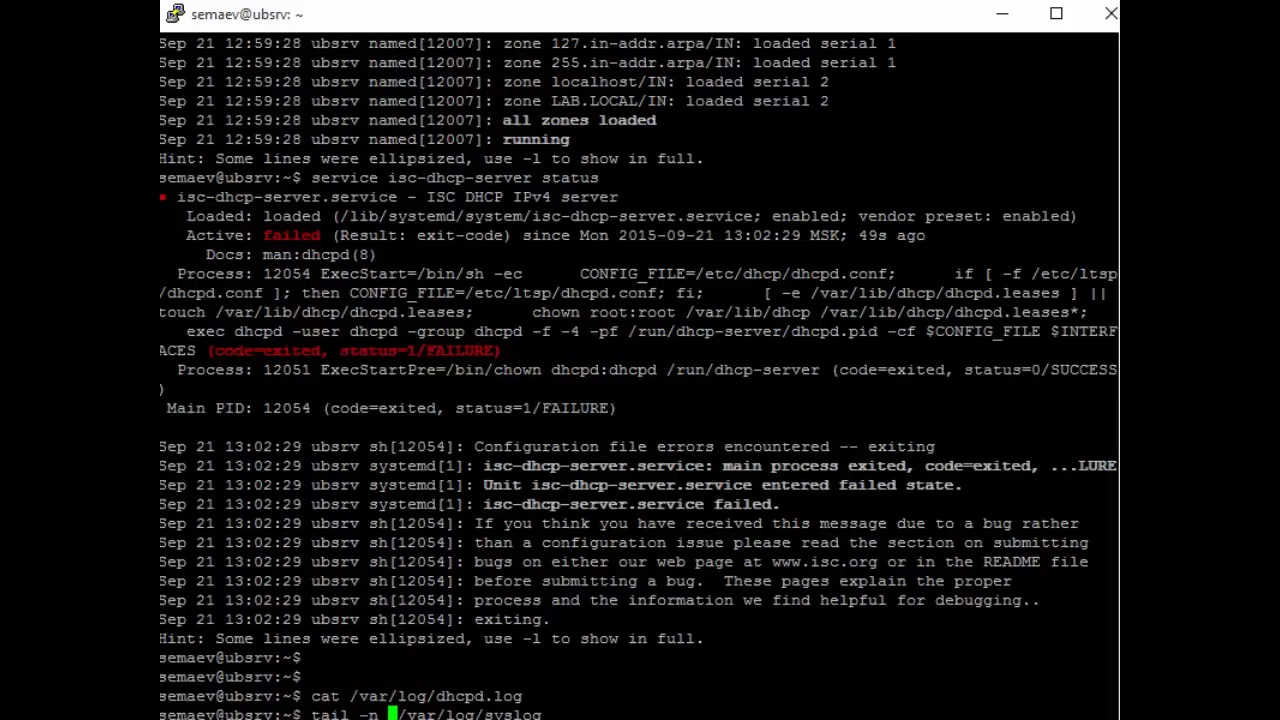 semaev@ubsrv: ~
Sep 21 12:59:28 ubsrv named[12007]: zone 127.in-addr.arpa/IN: loaded serial 1
Sep 21 12:59:28 ubsrv named[12007]: zone 255.in-addr.arpa/IN: loaded serial 1
Sep 21 12:59:28 ubsrv named[12007]: zone localhost/IN: loaded serial 2
Sep 21 12:59:28 ubsrv named[12007]: zone LAB.LOCAL/IN: loaded serial 2
Sep 21 12:59:28 ubsrv named[12007]: all zones loaded
Sep 21 12:59:28 ubsrv named[12007]: running
Hint: Some lines were ellipsized, use -l to show in full.
semaev@ubsrv:~$ service isc-dhcp-server status
isc-dhcp-server.service - ISC DHCP IPv4 server
Loaded: loaded (/lib/systemd/system/isc-dhcp-server.service; enabled; vendor preset: enabled)
Active: failed (Result: exit-code) since Mon 2015-09-21 13:02:29 MSK; 49s ago
Docs: man:dhcpd(8)
Process: 12054 ExecStart=/bin/sh -ec      CONFIG_FILE=/etc/dhcp/dhcpd.conf;      if [ -f /etc/ltsp
/dhcpd.conf ]; then CONFIG_FILE=/etc/ltsp/dhcpd.conf; fi;      [ -e /var/lib/dhcp/dhcpd.leases ] ||
touch /var/lib/dhcp/dhcpd.leases;      chown root:root /var/lib/dhcp /var/lib/dhcp/dhcpd.leases*;
exec dhcpd -user dhcpd -group dhcpd -f -4 -pf /run/dhcp-server/dhcpd.pid -cf $CONFIG_FILE $INTERF
ACES (code=exited, status=1/FAILURE)
Process: 12051 ExecStartPre=/bin/chown dhcpd:dhcpd /run/dhcp-server (code=exited, status=0/SUCCESS
)
Main PID: 12054 (code=exited, status=1/FAILURE)
Sep 21 13:02:29 ubsrv sh[12054]: Configuration file errors encountered -- exiting
Sep 21 13:02:29 ubsrv systemd[1]: isc-dhcp-server.service: main process exited, code=exited, ...LURE
Sep 21 13:02:29 ubsrv systemd[1]: Unit isc-dhcp-server.service entered failed state.
Sep 21 13:02:29 ubsrv systemd[1]: isc-dhcp-server.service failed.
Sep 21 13:02:29 ubsrv sh[12054]: If you think you have received this message due to a bug rather
Sep 21 13:02:29 ubsrv sh[12054]: than a configuration issue please read the section on submitting
Sep 21 13:02:29 ubsrv sh[12054]: bugs on either our web page at www.isc.org or in the README file
Sep 21 13:02:29 ubsrv sh[12054]: before submitting a bug.  These pages explain the proper
Sep 21 13:02:29 ubsrv sh[12054]: process and the information we find helpful for debugging..
Sep 21 13:02:29 ubsrv sh[12054]: exiting.
Hint: Some lines were ellipsized, use -l to show in full.
semaev@ubsrv:~$
semaev@ubsrv:~$
semaev@ubsrv:~$ cat /var/log/dhcpd.log
semaev@ubsrv:~$ tail -n /var/log/syslog